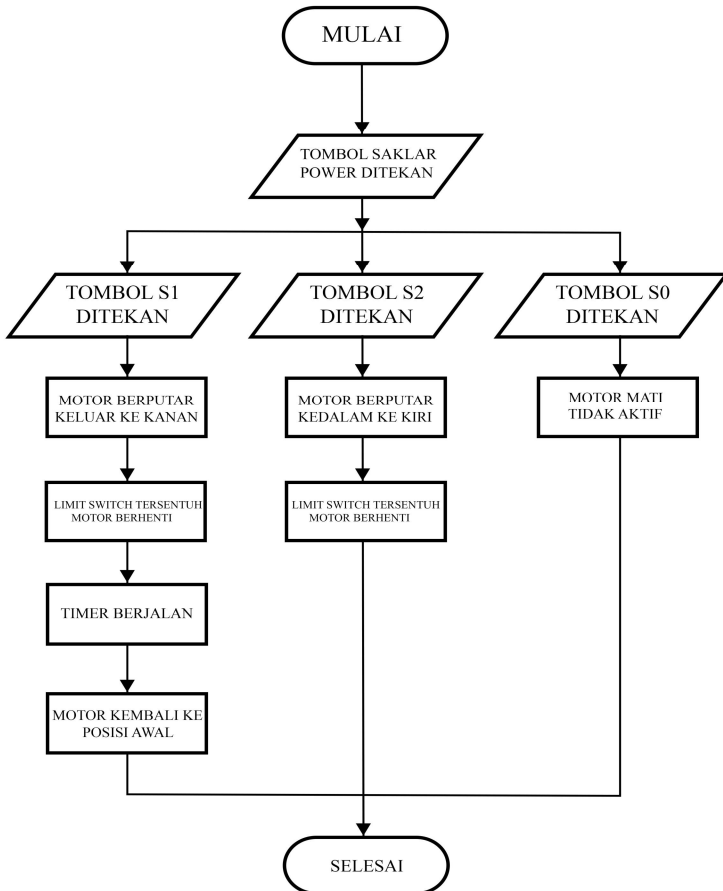 MULAI
TOMBOL SAKLAR
POWER DITEKAN
TOMBOL S1
DITEKAN
TOMBOL S2
DITEKAN
TOMBOL S0
DITEKAN
MOTOR BERPUTAR
KELUAR KE KANAN
MOTOR BERPUTAR
KEDALAM KE KIRI
MOTOR MATI
TIDAK AKTIF
LIMIT SWITCH TERSENTUH
MOTOR BERHENTI
LIMIT SWITCH TERSENTUH
MOTOR BERHENTI
TIMER BERJALAN
MOTOR KEMBALI KE
POSISI AWAL
SELESAI